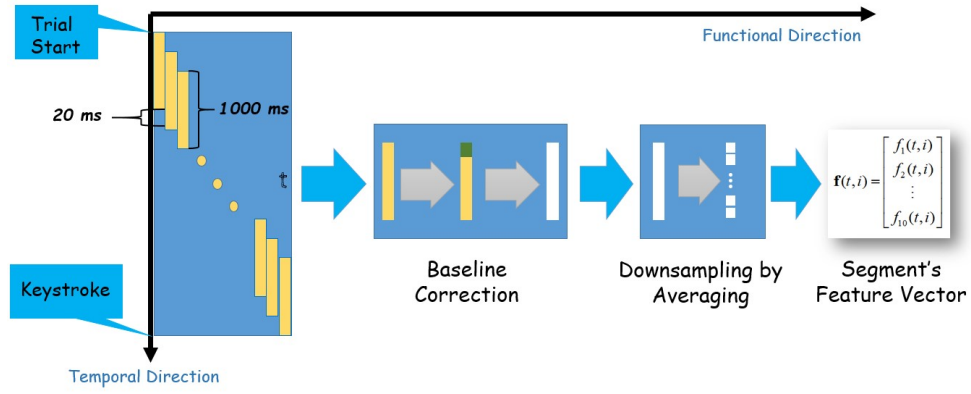 Trial
Start
Functional Direction
20 ms
1000 ms
t
Keystroke
Temporal Direction
Baseline
Correction
Downsampling by
Averaging
f(t,i) =
f₁(t,i)
f₂(t,i)
⋮
f₁₀(t,i)
Segment's
Feature Vector